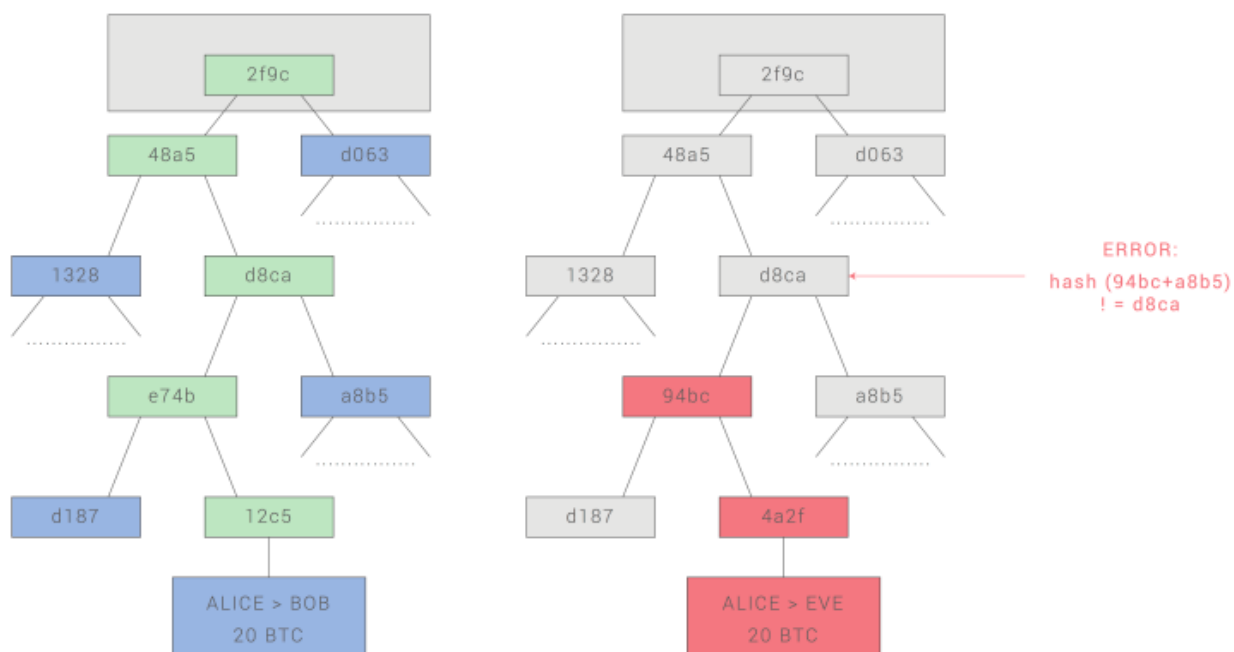 2f9c
48a5
d063
1328
d8ca
e74b
a8b5
d187
12c5
ALICE > BOB
20 BTC
2f9c
48a5
d063
1328
d8ca
ERROR:
hash (94bc+a8b5)
! = d8ca
94bc
a8b5
d187
4a2f
ALICE > EVE
20 BTC